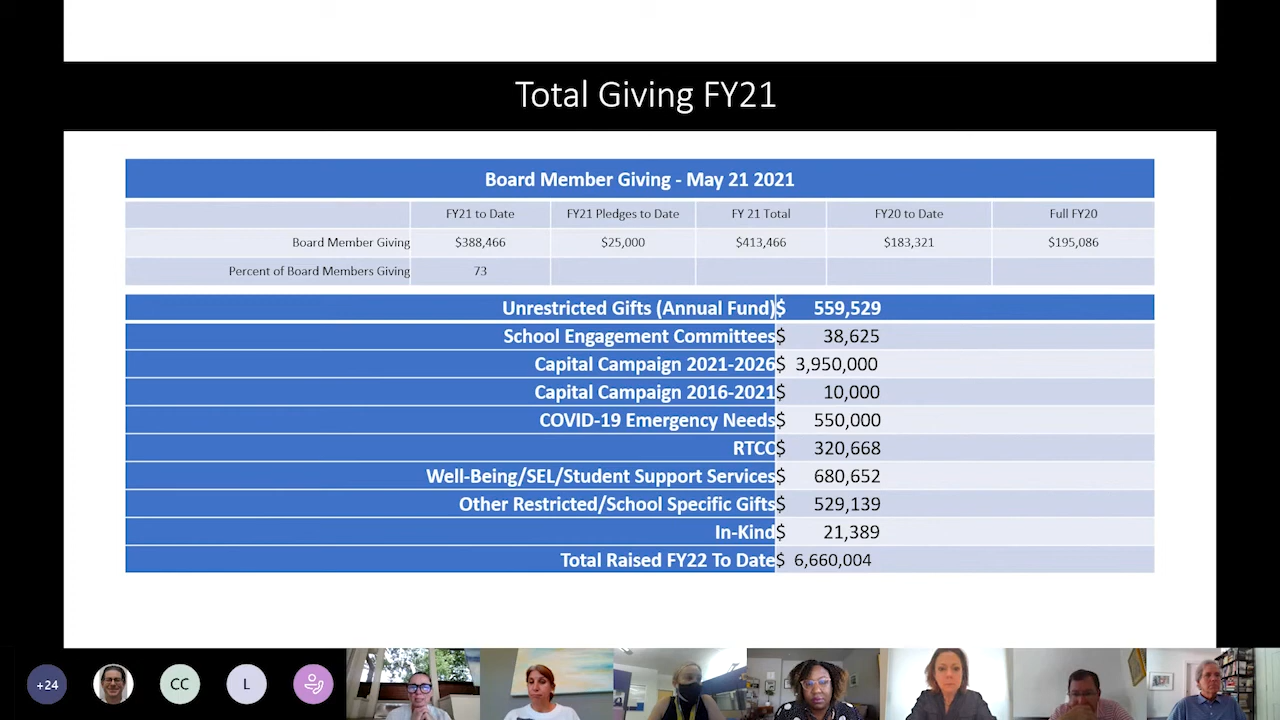 Total Giving FY21
Board Member Giving - May 21 2021
FY21 to Date FY21 Pledges to Date FY 21 Total FY20 to Date Full FY20
Board Member Giving $388,466 $25,000 $413,466 $183,321 $195,086
Percent of Board Members Giving 73
Unrestricted Gifts (Annual Fund) $ 559,529
School Engagement Committees $ 38,625
Capital Campaign 2021-2026 $ 3,950,000
Capital Campaign 2016-2021 $ 10,000
COVID-19 Emergency Needs $ 550,000
RTCC $ 320,668
Well-Being/SEL/Student Support Services $ 680,652
Other Restricted/School Specific Gifts $ 529,139
In-Kind $ 21,389
Total Raised FY22 To Date $ 6,660,004
+24 CC L